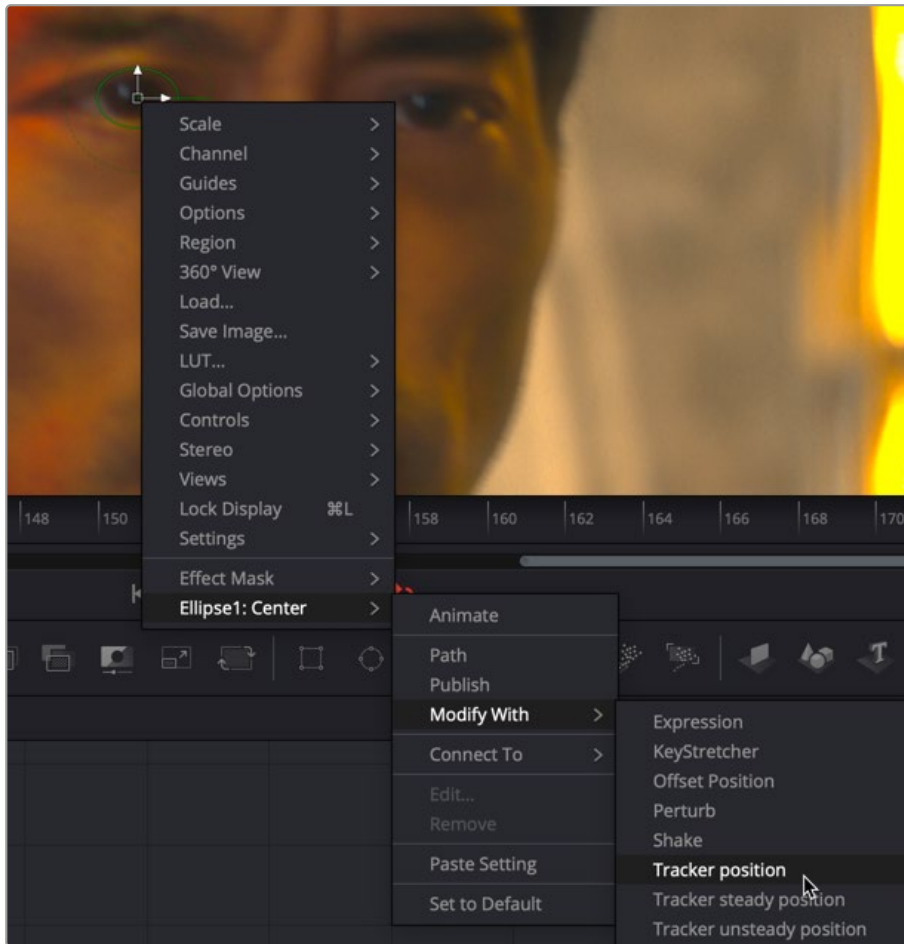 Scale
Channel
Guides
Options
Region
360° View
Load...
Save Image...
LUT...
Global Options
Controls
Stereo
Views
Lock Display ⌘L
Settings
Effect Mask
Ellipse1: Center
148 150 158 160 162 164 166 168 170
Animate
Path
Publish
Modify With
Connect To
Edit...
Remove
Paste Setting
Set to Default
Expression
KeyStretcher
Offset Position
Perturb
Shake
Tracker position
Tracker steady position
Tracker unsteady position
T